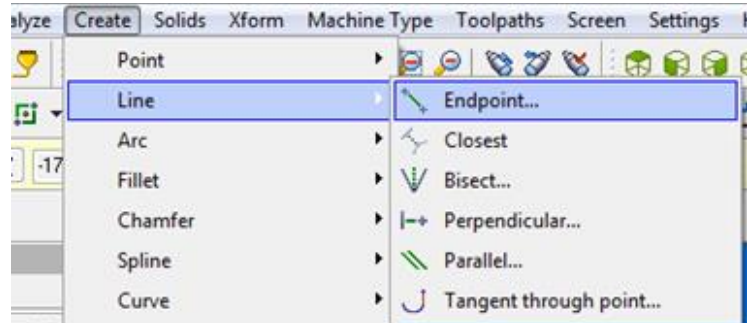 Create Solids Xform Machine Type Toolpaths Screen Settings
Point
Line
Arc
Fillet
Chamfer
Spline
Curve
Endpoint...
Closest
Bisect...
Perpendicular...
Parallel...
Tangent through point...
-17